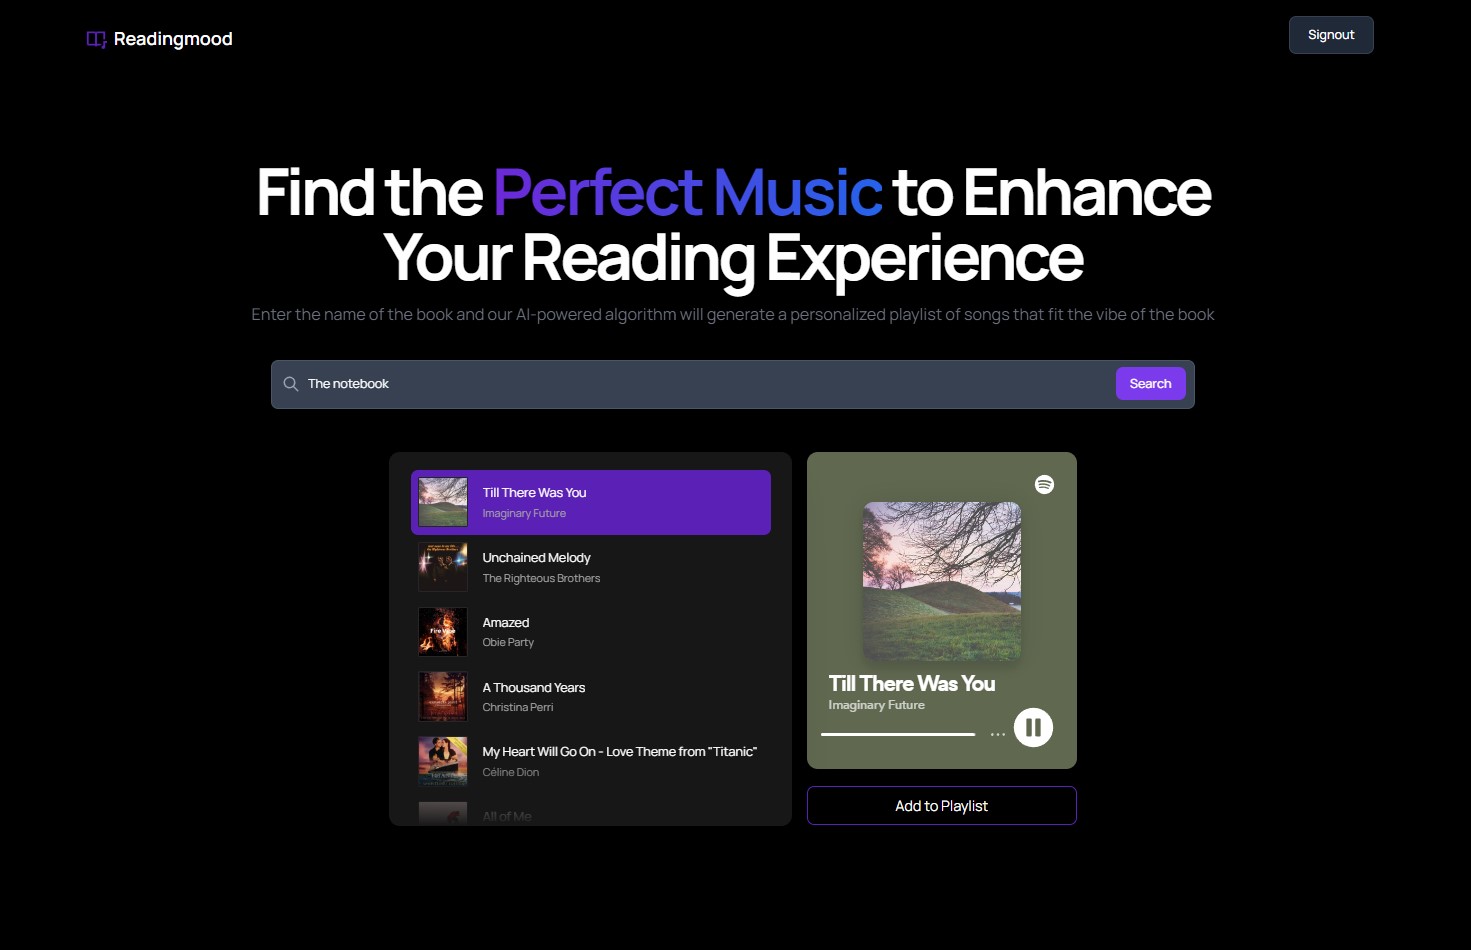 Readingmood
Signout
Find the Perfect Music to Enhance
Your Reading Experience
Enter the name of the book and our AI-powered algorithm will generate a personalized playlist of songs that fit the vibe of the book
The notebook
Search
Till There Was You
Imaginary Future
Unchained Melody
The Righteous Brothers
Amazed
Obie Party
A Thousand Years
Christina Perri
My Heart Will Go On - Love Theme from "Titanic"
Céline Dion
All of Me
Till There Was You
Imaginary Future
Add to Playlist